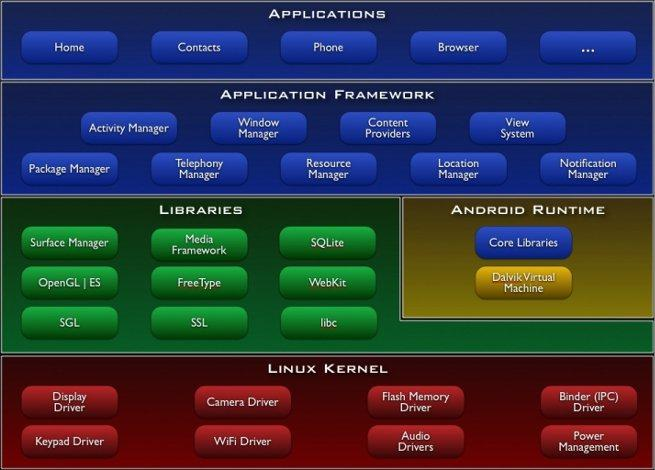 APPLICATIONS
Home
Contacts
Phone
Browser
...
APPLICATION FRAMEWORK
Activity Manager
Window
Manager
Content
Providers
View
System
Package Manager
Telephony
Manager
Resource
Manager
Location
Manager
Notification
Manager
LIBRARIES
Surface Manager
Media
Framework
SQLite
OpenGL | ES
FreeType
WebKit
SGL
SSL
libc
ANDROID RUNTIME
Core Libraries
Dalvik Virtual
Machine
LINUX KERNEL
Display
Driver
Camera Driver
Flash Memory
Driver
Binder (IPC)
Driver
Keypad Driver
WiFi Driver
Audio
Drivers
Power
Management